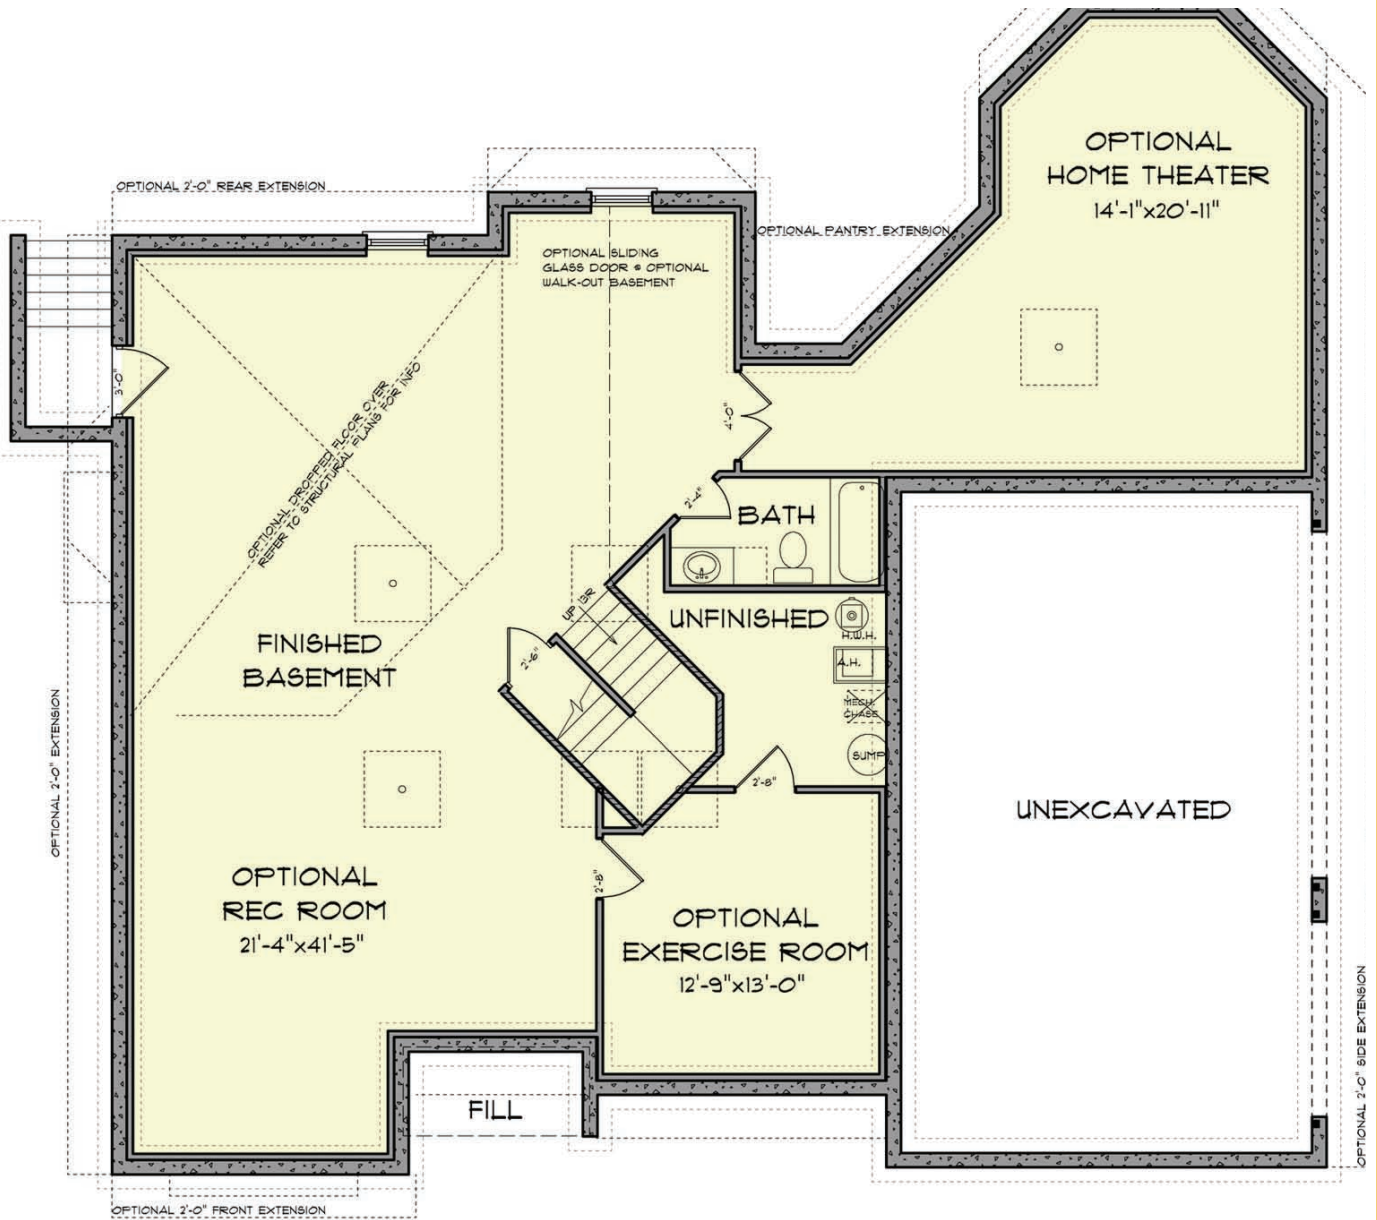 OPTIONAL
HOME THEATER
14'-1"x20'-11"
OPTIONAL 2'-0" REAR EXTENSION
OPTIONAL PANTRY EXTENSION
OPTIONAL SLIDING
GLASS DOOR @ OPTIONAL
WALK-OUT BASEMENT
3'-0"
OPTIONAL DROPPED FLOOR OVER
REFER TO STRUCTURAL PLANS FOR INFO
4'-0"
2'-4"
BATH
UP 13R
UNFINISHED
H.W.H.
A.H.
MECH.
CHASE
SUMP
2'-6"
FINISHED
BASEMENT
2'-8"
OPTIONAL 2'-0" EXTENSION
UNEXCAVATED
OPTIONAL
REC ROOM
21'-4"x41'-5"
2'-8"
OPTIONAL
EXERCISE ROOM
12'-9"x13'-0"
FILL
OPTIONAL 2'-0" SIDE EXTENSION
OPTIONAL 2'-0" FRONT EXTENSION